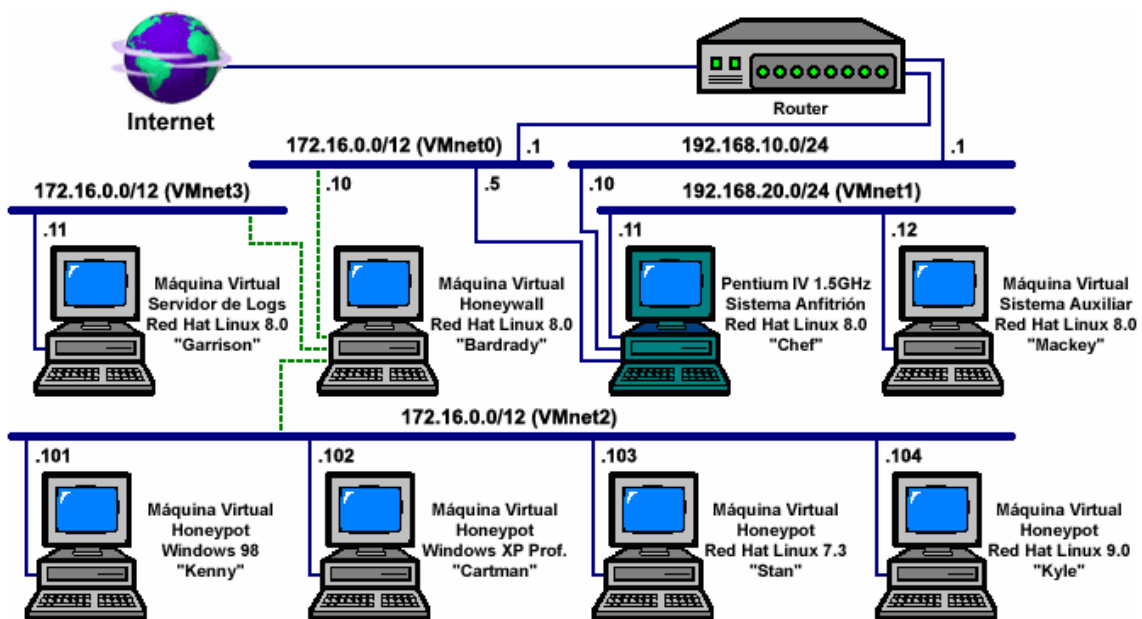 Internet
Router
172.16.0.0/12 (VMnet0)
.1
192.168.10.0/24
.1
172.16.0.0/12 (VMnet3)
.10
.5
.10
192.168.20.0/24 (VMnet1)
.11
.11
.12
Máquina Virtual
Servidor de Logs
Red Hat Linux 8.0
"Garrison"
Máquina Virtual
Honeywall
Red Hat Linux 8.0
"Bardrady"
Pentium IV 1.5GHz
Sistema Anfitrión
Red Hat Linux 8.0
"Chef"
Máquina Virtual
Sistema Auxiliar
Red Hat Linux 8.0
"Mackey"
172.16.0.0/12 (VMnet2)
.101
.102
.103
.104
Máquina Virtual
Honeypot
Windows 98
"Kenny"
Máquina Virtual
Honeypot
Windows XP Prof.
"Cartman"
Máquina Virtual
Honeypot
Red Hat Linux 7.3
"Stan"
Máquina Virtual
Honeypot
Red Hat Linux 9.0
"Kyle"